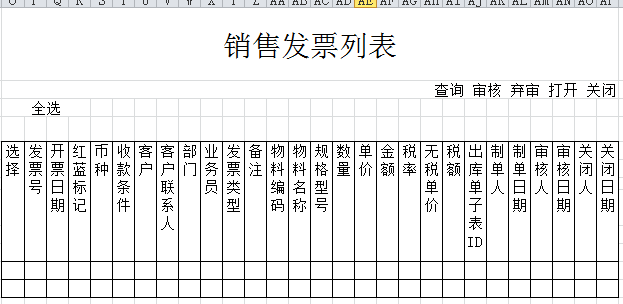 O P Q R S T U V W X Y Z AA AB AC AD AE AF AG AH AI AJ AK AL AM AN AO AP
销售发票列表
查询 审核 弃审 打开 关闭
全选
选择 发票号 开票日期 红蓝标记 币种 收款条件 客户 客户联系人 部门 业务员 发票类型 备注 物料编码 物料名称 规格型号 数量 单价 金额 税率 无税单价 税额 出库单子表ID 制单人 制单日期 审核人 审核日期 关闭人 关闭日期